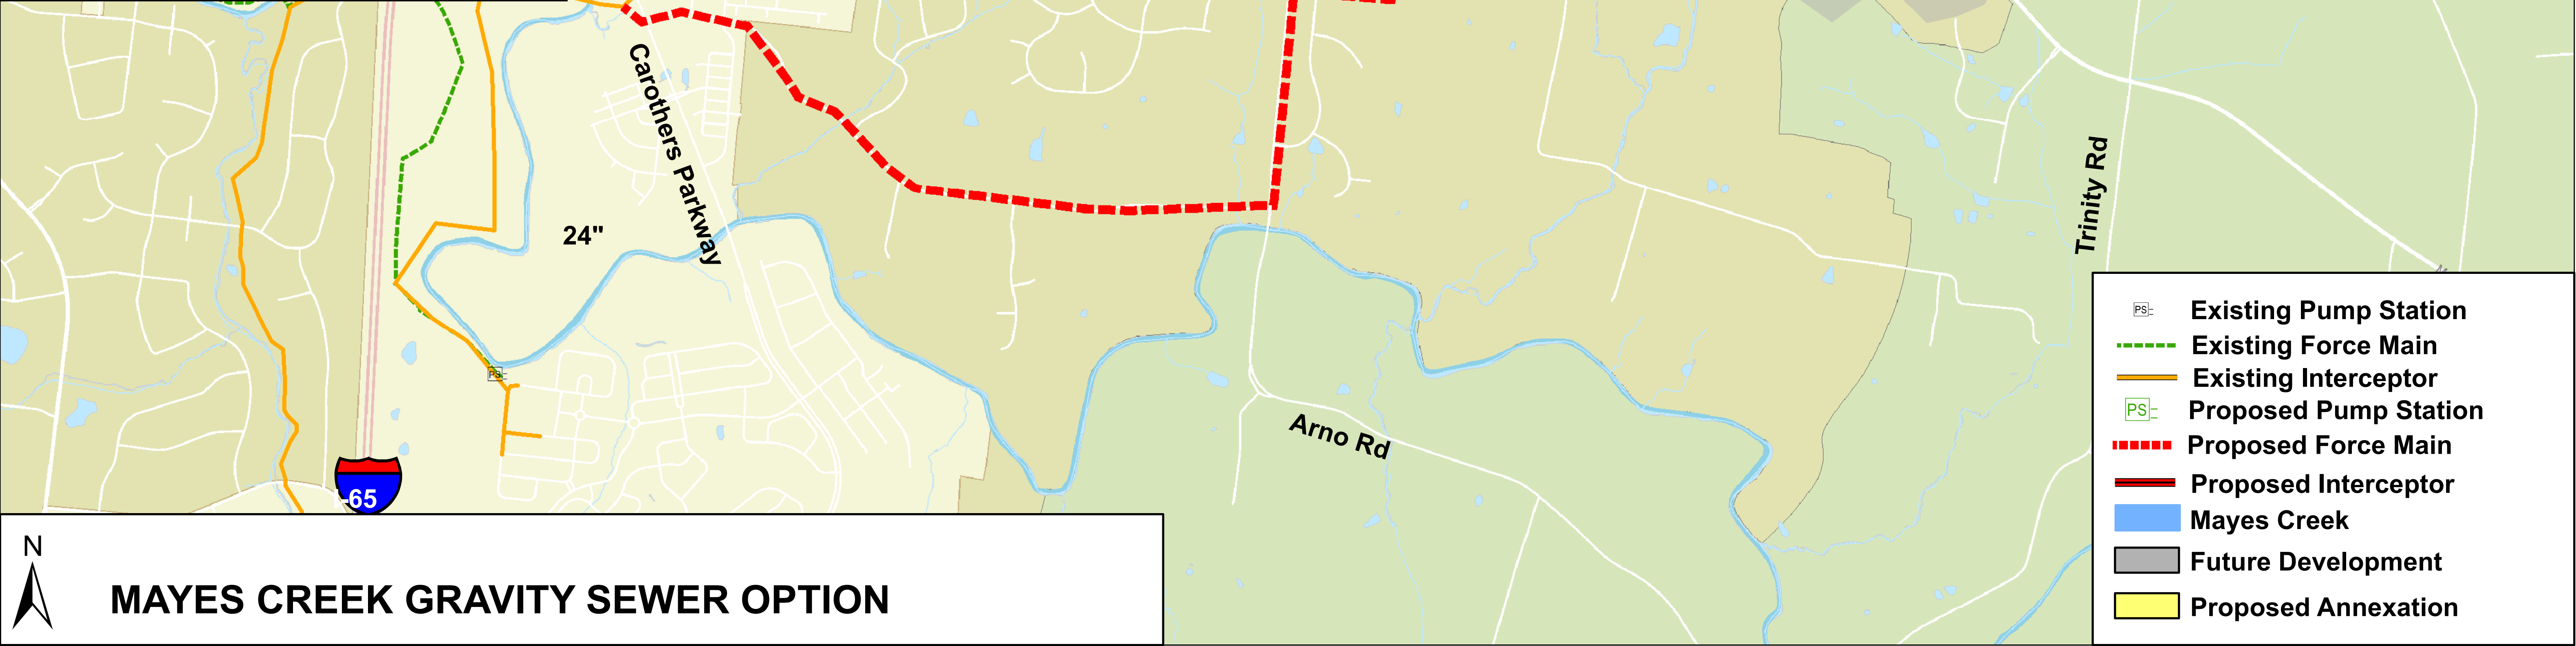 Carothers Parkway
24"
Trinity Rd
Arno Rd
PS
-65
N
MAYES CREEK GRAVITY SEWER OPTION
PS Existing Pump Station
Existing Force Main
Existing Interceptor
PS Proposed Pump Station
Proposed Force Main
Proposed Interceptor
Mayes Creek
Future Development
Proposed Annexation